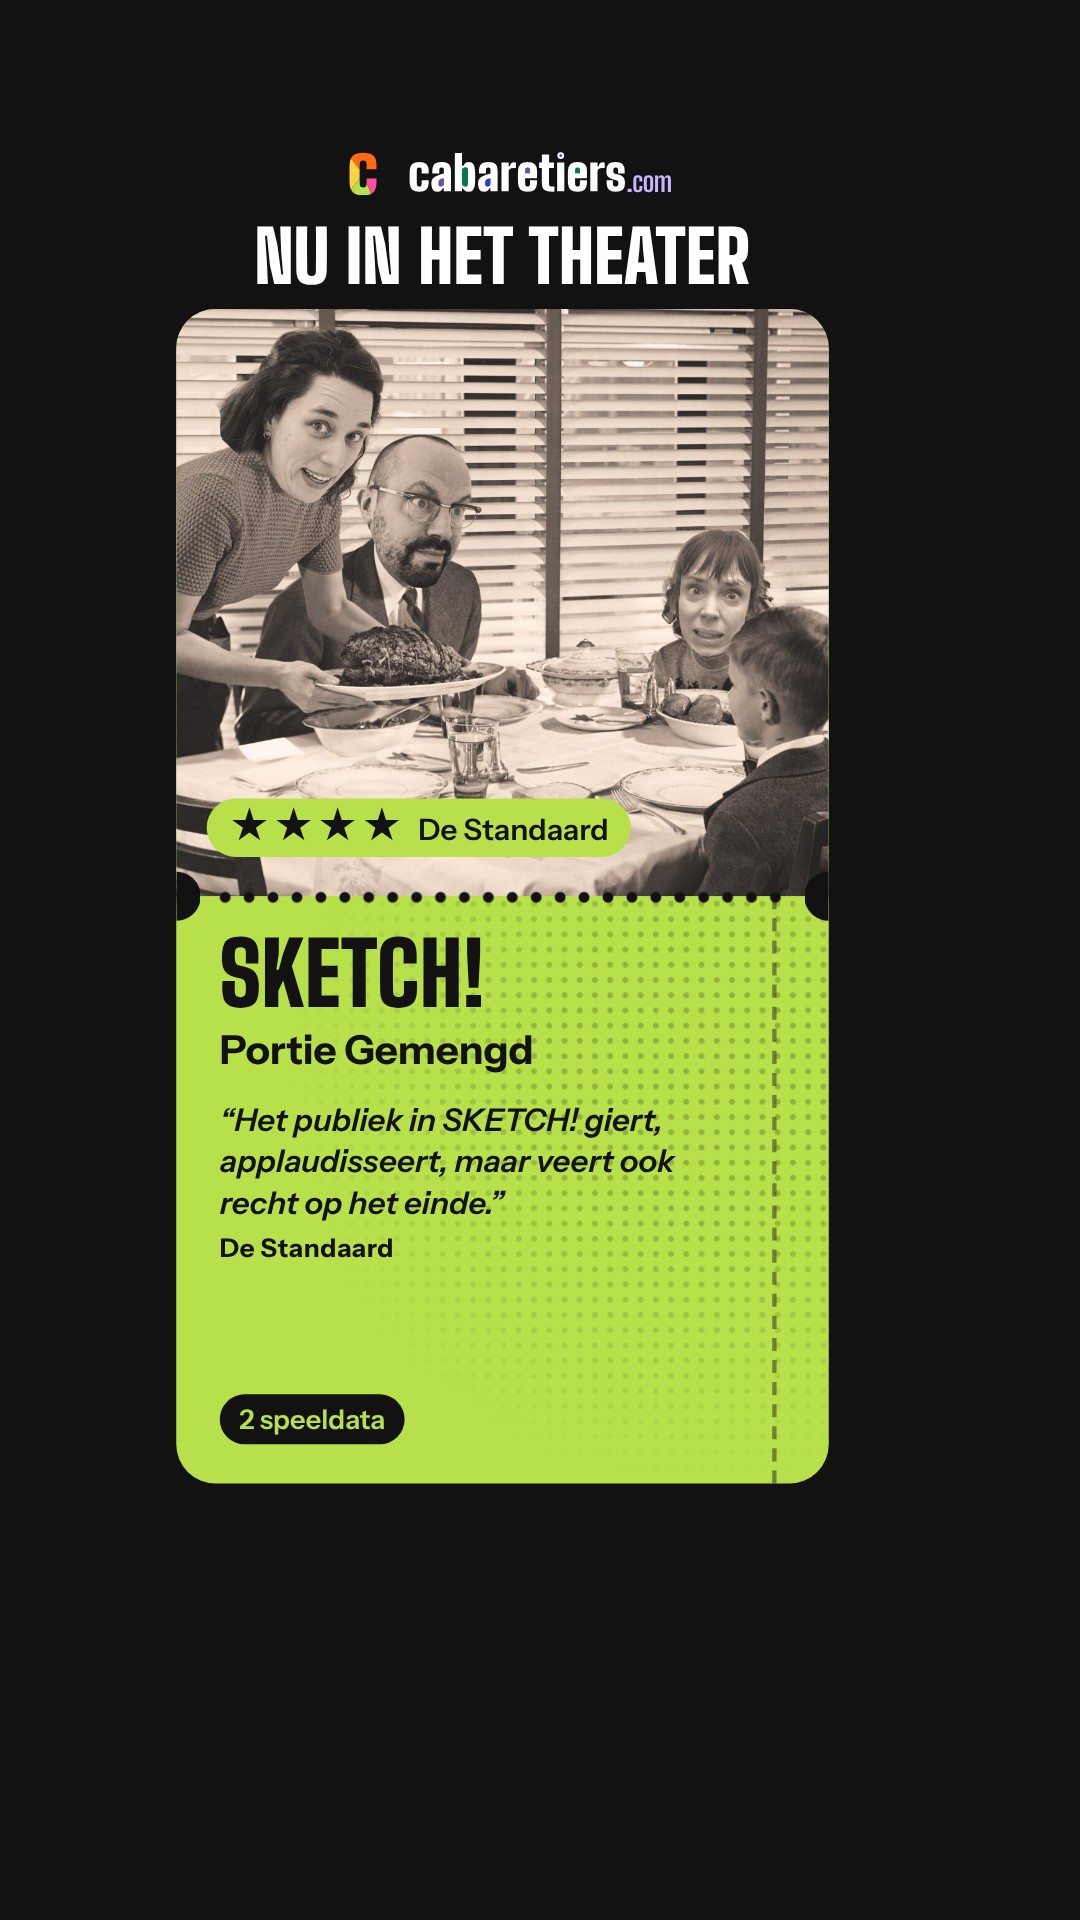 cabaretiers.com
NU IN HET THEATER
★★★★ De Standaard
SKETCH!
Portie Gemengd
“Het publiek in SKETCH! giert,
applaudisseert, maar veert ook
recht op het einde.”
De Standaard
2 speeldata